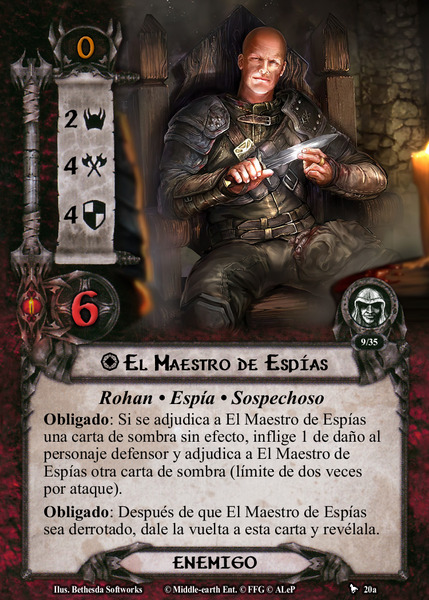 0
2
4
4
6
9/35
El Maestro de Espías
Rohan • Espía • Sospechoso
Obligado: Si se adjudica a El Maestro de Espías
una carta de sombra sin efecto, inflige 1 de daño al
personaje defensor y adjudica a El Maestro de
Espías otra carta de sombra (límite de dos veces
por ataque).
Obligado: Después de que El Maestro de Espías
sea derrotado, dale la vuelta a esta carta y revélala.
ENEMIGO
Ilus. Bethesda Softworks © Middle-earth Ent. © FFG © ALeP 20a